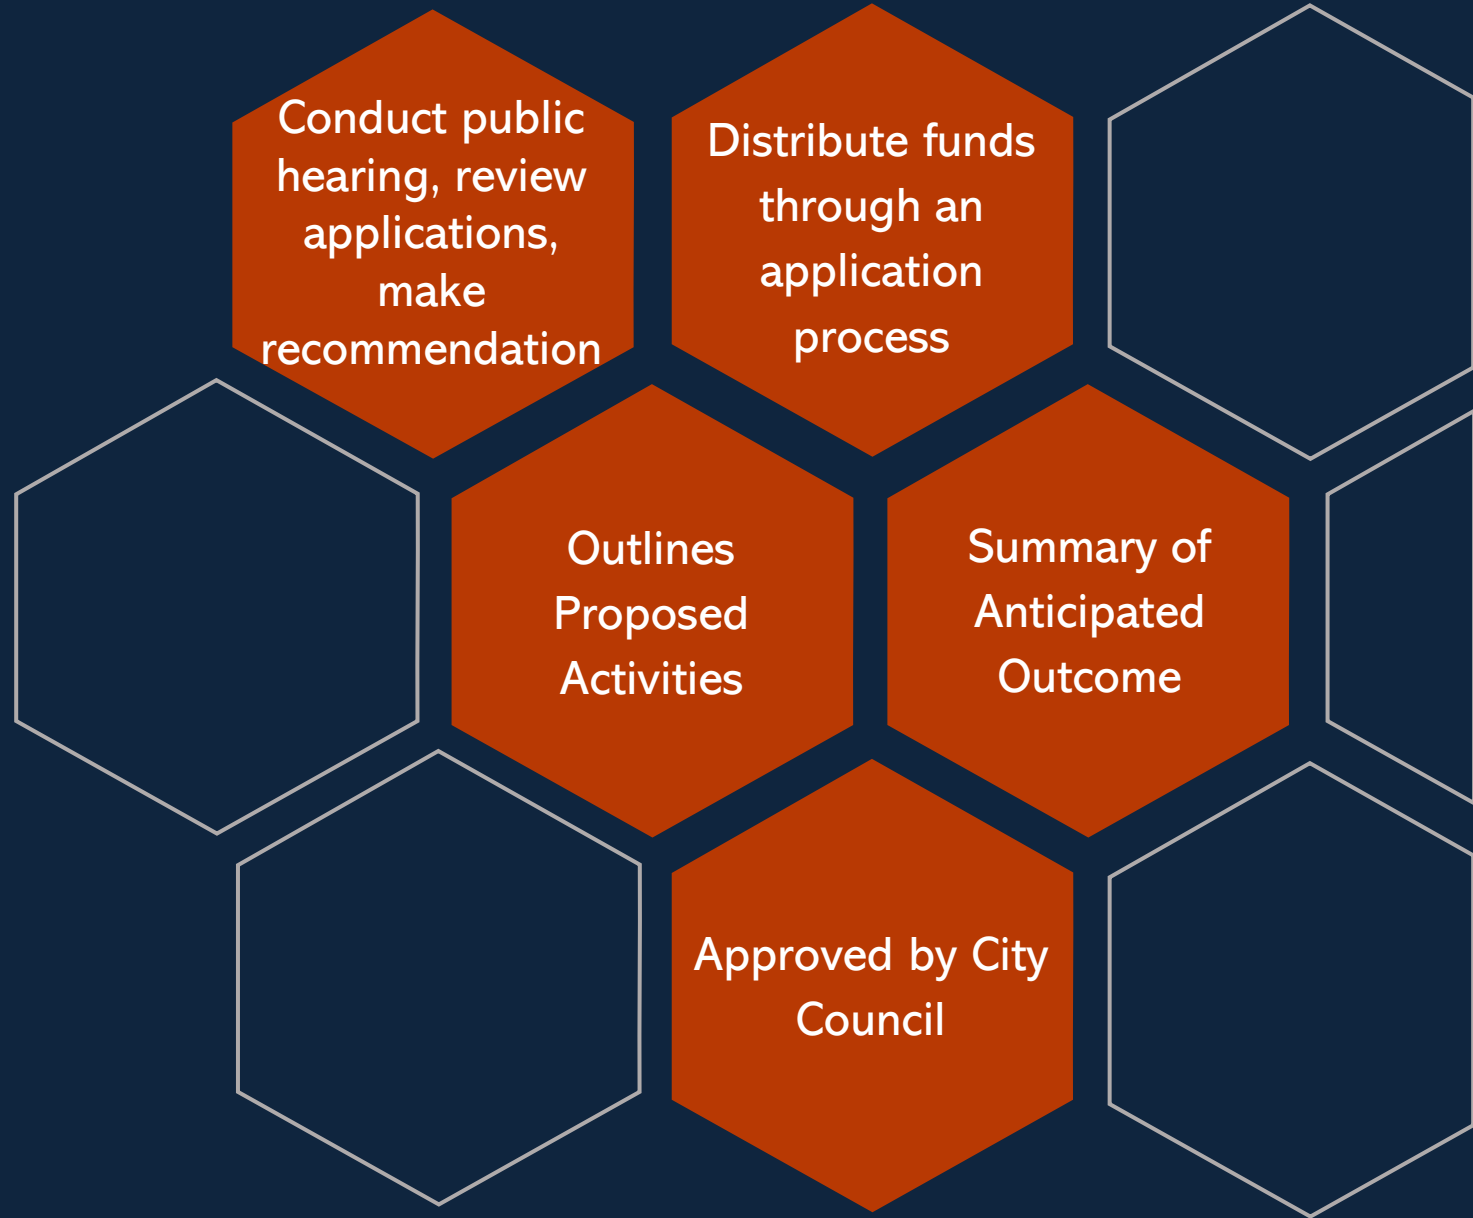 Conduct public
hearing, review
applications,
make
recommendation
Distribute funds
through an
application
process
Outlines
Proposed
Activities
Summary of
Anticipated
Outcome
Approved by City
Council